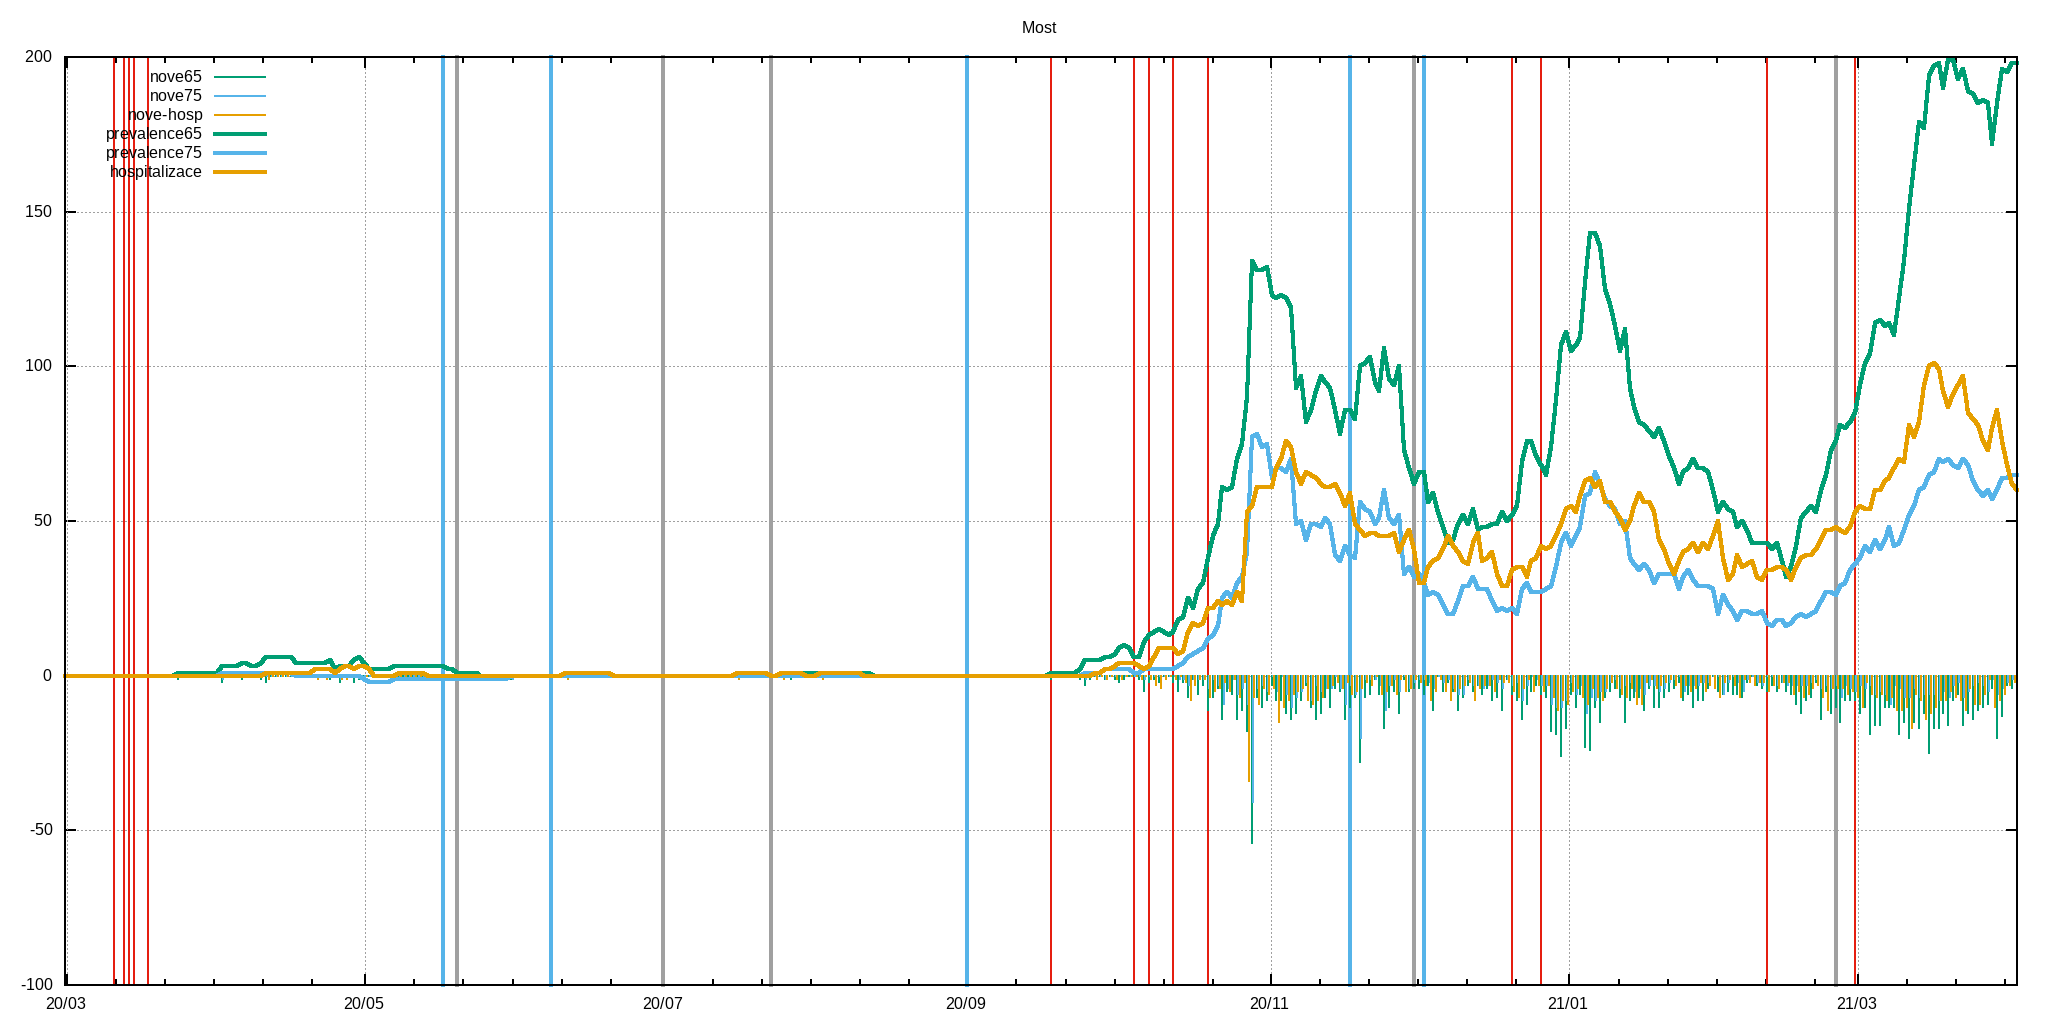 Most
200
nove65
nove75
nove-hosp
prevalence65
prevalence75
hospitalizace
150
100
50
0
-50
-100
20/03 20/05 20/07 20/09 20/11 21/01 21/03